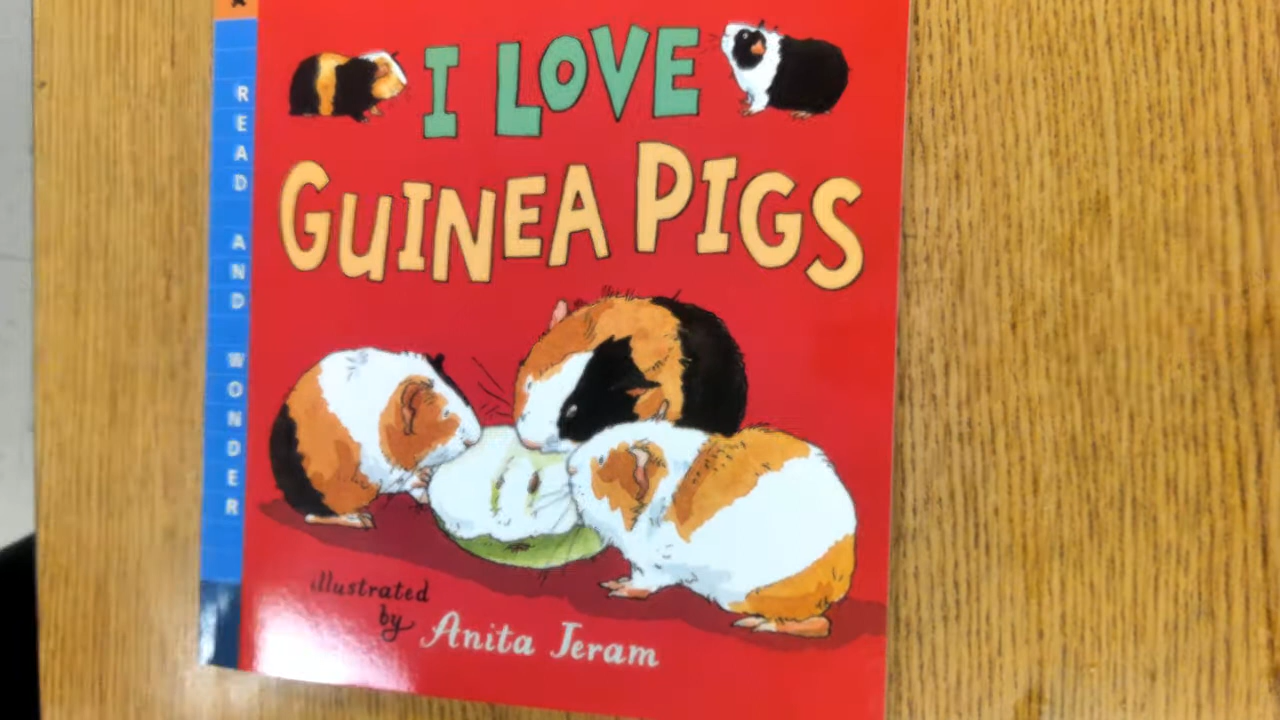 READ AND WONDER
I LOVE
GUINEA PIGS
illustrated
by Anita Jeram